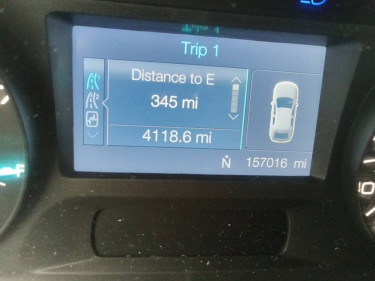 Trip 1
Distance to E
345 mi
4118.6 mi
N 157016 mi
F